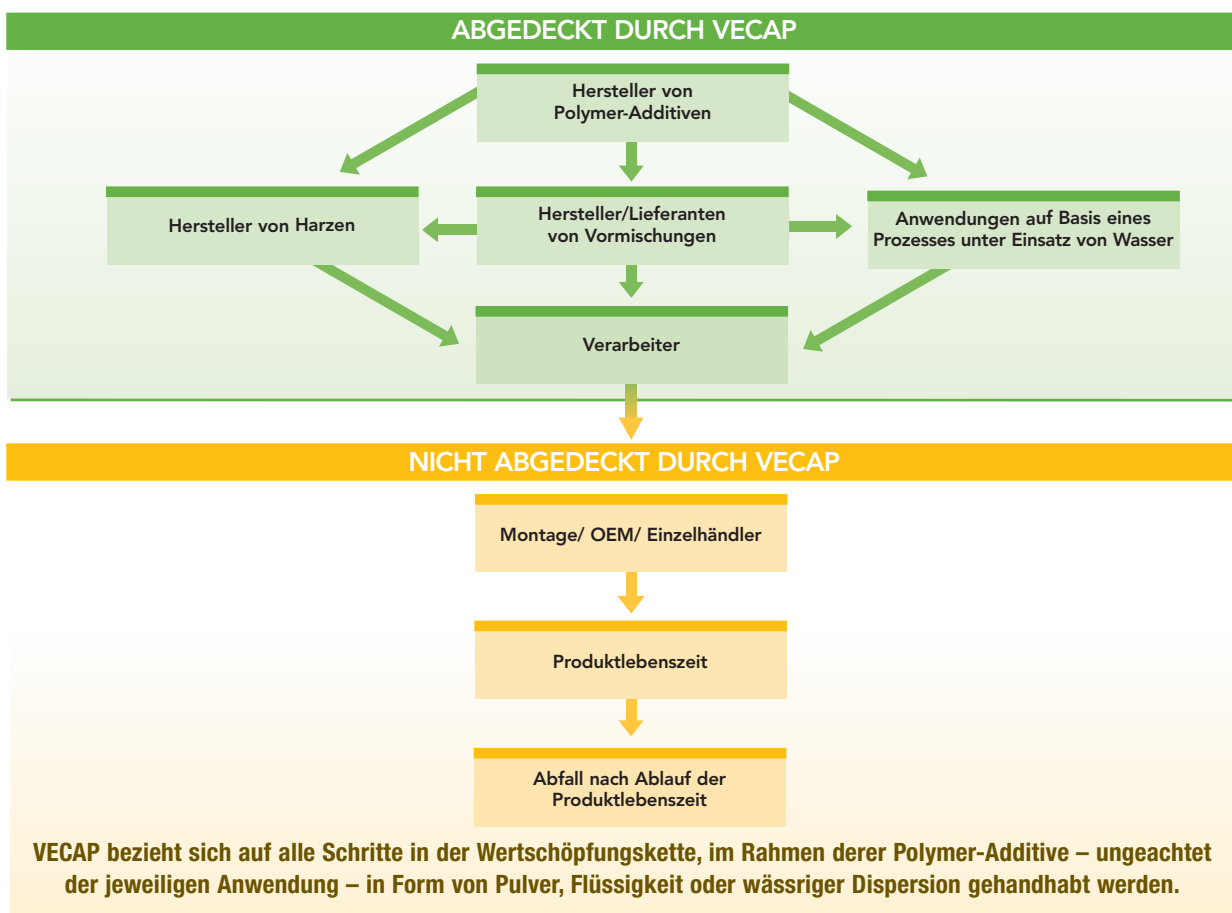 ABGEDECKT DURCH VECAP
Hersteller von
Polymer-Additiven
Hersteller von Harzen
Hersteller/Lieferanten
von Vormischungen
Anwendungen auf Basis eines
Prozesses unter Einsatz von Wasser
Verarbeiter
NICHT ABGEDECKT DURCH VECAP
Montage/ OEM/ Einzelhändler
Produktlebenszeit
Abfall nach Ablauf der
Produktlebenszeit
VECAP bezieht sich auf alle Schritte in der Wertschöpfungskette, im Rahmen derer Polymer-Additive – ungeachtet
der jeweiligen Anwendung – in Form von Pulver, Flüssigkeit oder wässriger Dispersion gehandhabt werden.